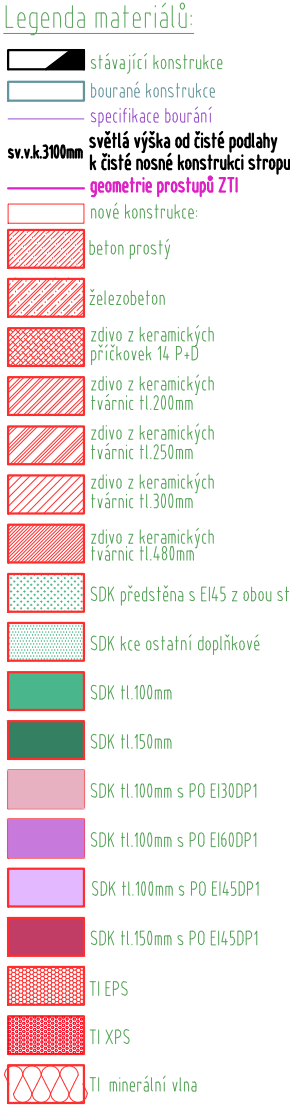 Legenda materiálů:
stávající konstrukce
bourané konstrukce
specifikace bourání
sv.v.k.3100mm světlá výška od čisté podlahy
k čisté nosné konstrukci stropu
geometrie prostupů ZTI
nové konstrukce:
beton prostý
železobeton
zdivo z keramických
příčkovek 14 P+D
zdivo z keramických
tvárnic tl.200mm
zdivo z keramických
tvárnic tl.250mm
zdivo z keramických
tvárnic tl.300mm
zdivo z keramických
tvárnic tl.480mm
SDK předstěna s EI45 z obou st
SDK kce ostatní doplňkové
SDK tl.100mm
SDK tl.150mm
SDK tl.100mm s PO EI30DP1
SDK tl.100mm s PO EI60DP1
SDK tl.100mm s PO EI45DP1
SDK tl.150mm s PO EI45DP1
TI EPS
TI XPS
TI minerální vlna